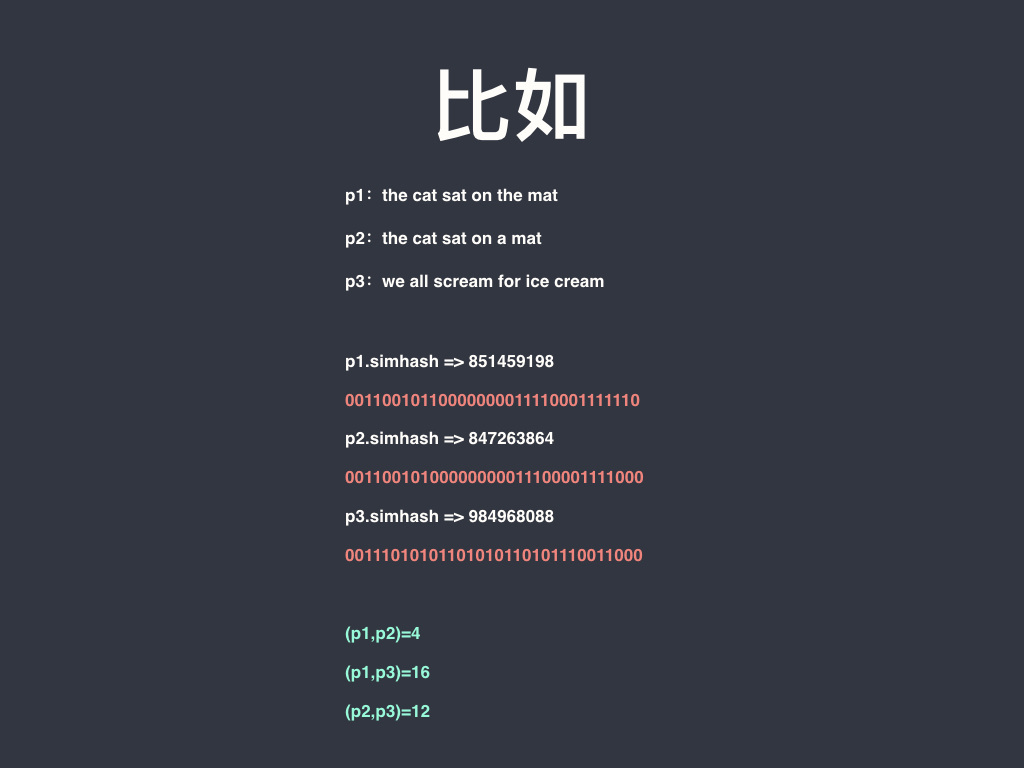 比如
p1：the cat sat on the mat
p2：the cat sat on a mat
p3：we all scream for ice cream
p1.simhash => 851459198
00110010110000000011110001111110
p2.simhash => 847263864
00110010100000000011100001111000
p3.simhash => 984968088
00111010101101010110101110011000
(p1,p2)=4
(p1,p3)=16
(p2,p3)=12